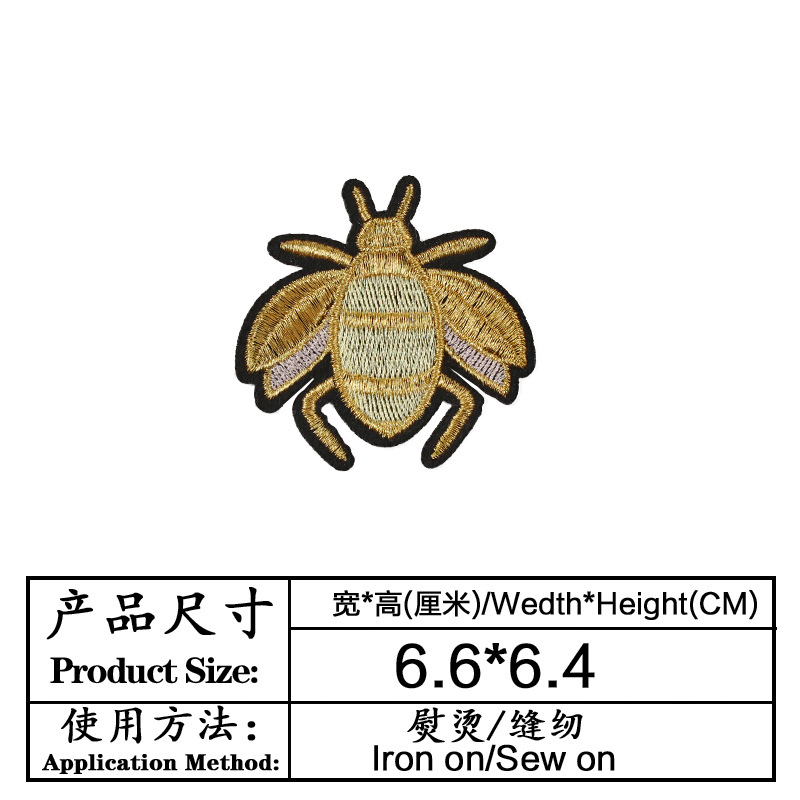 产品尺寸
Product Size:
宽*高(厘米)/Wedth*Height(CM)
6.6*6.4
使用方法:
Application Method:
熨烫/缝纫
Iron on/Sew on